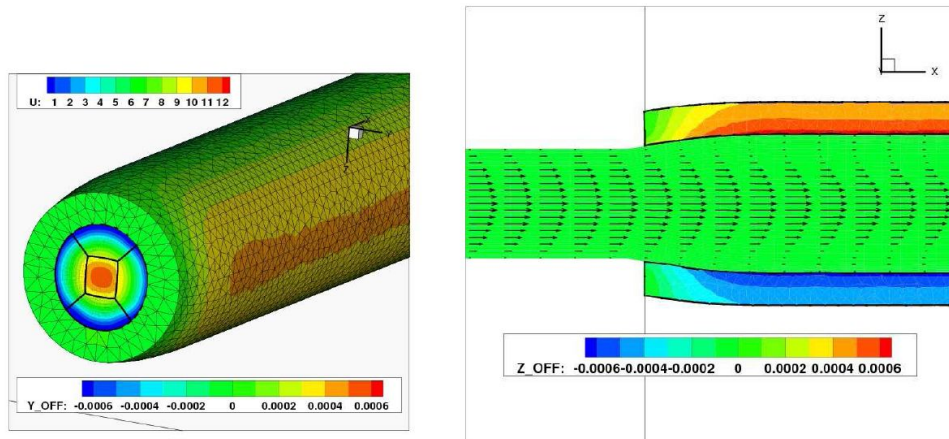 U: 1 2 3 4 5 6 7 8 9 10 11 12
Y_OFF: -0.0006 -0.0004 -0.0002 0 0.0002 0.0004 0.0006
Z
X
Z_OFF: -0.0006-0.0004-0.0002 0 0.0002 0.0004 0.0006